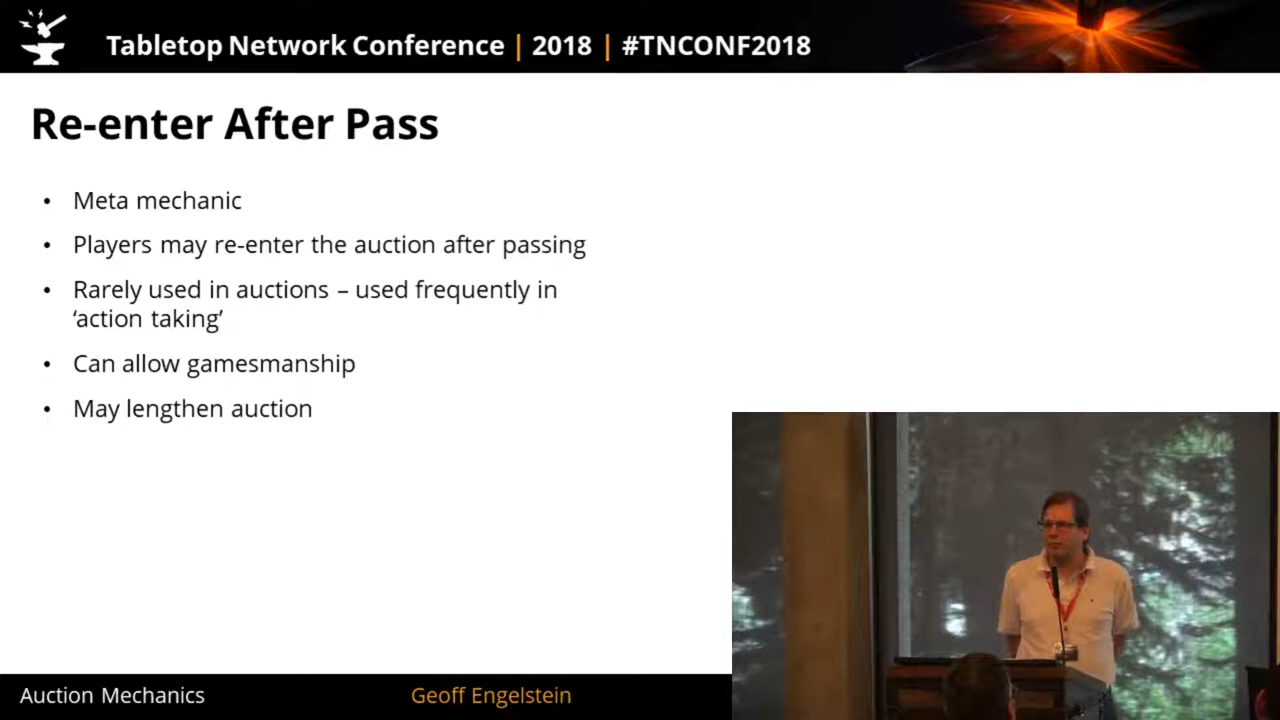 Tabletop Network Conference | 2018 | #TNCONF2018
Re-enter After Pass
• Meta mechanic
• Players may re-enter the auction after passing
• Rarely used in auctions – used frequently in
‘action taking’
• Can allow gamesmanship
• May lengthen auction
Auction Mechanics
Geoff Engelstein